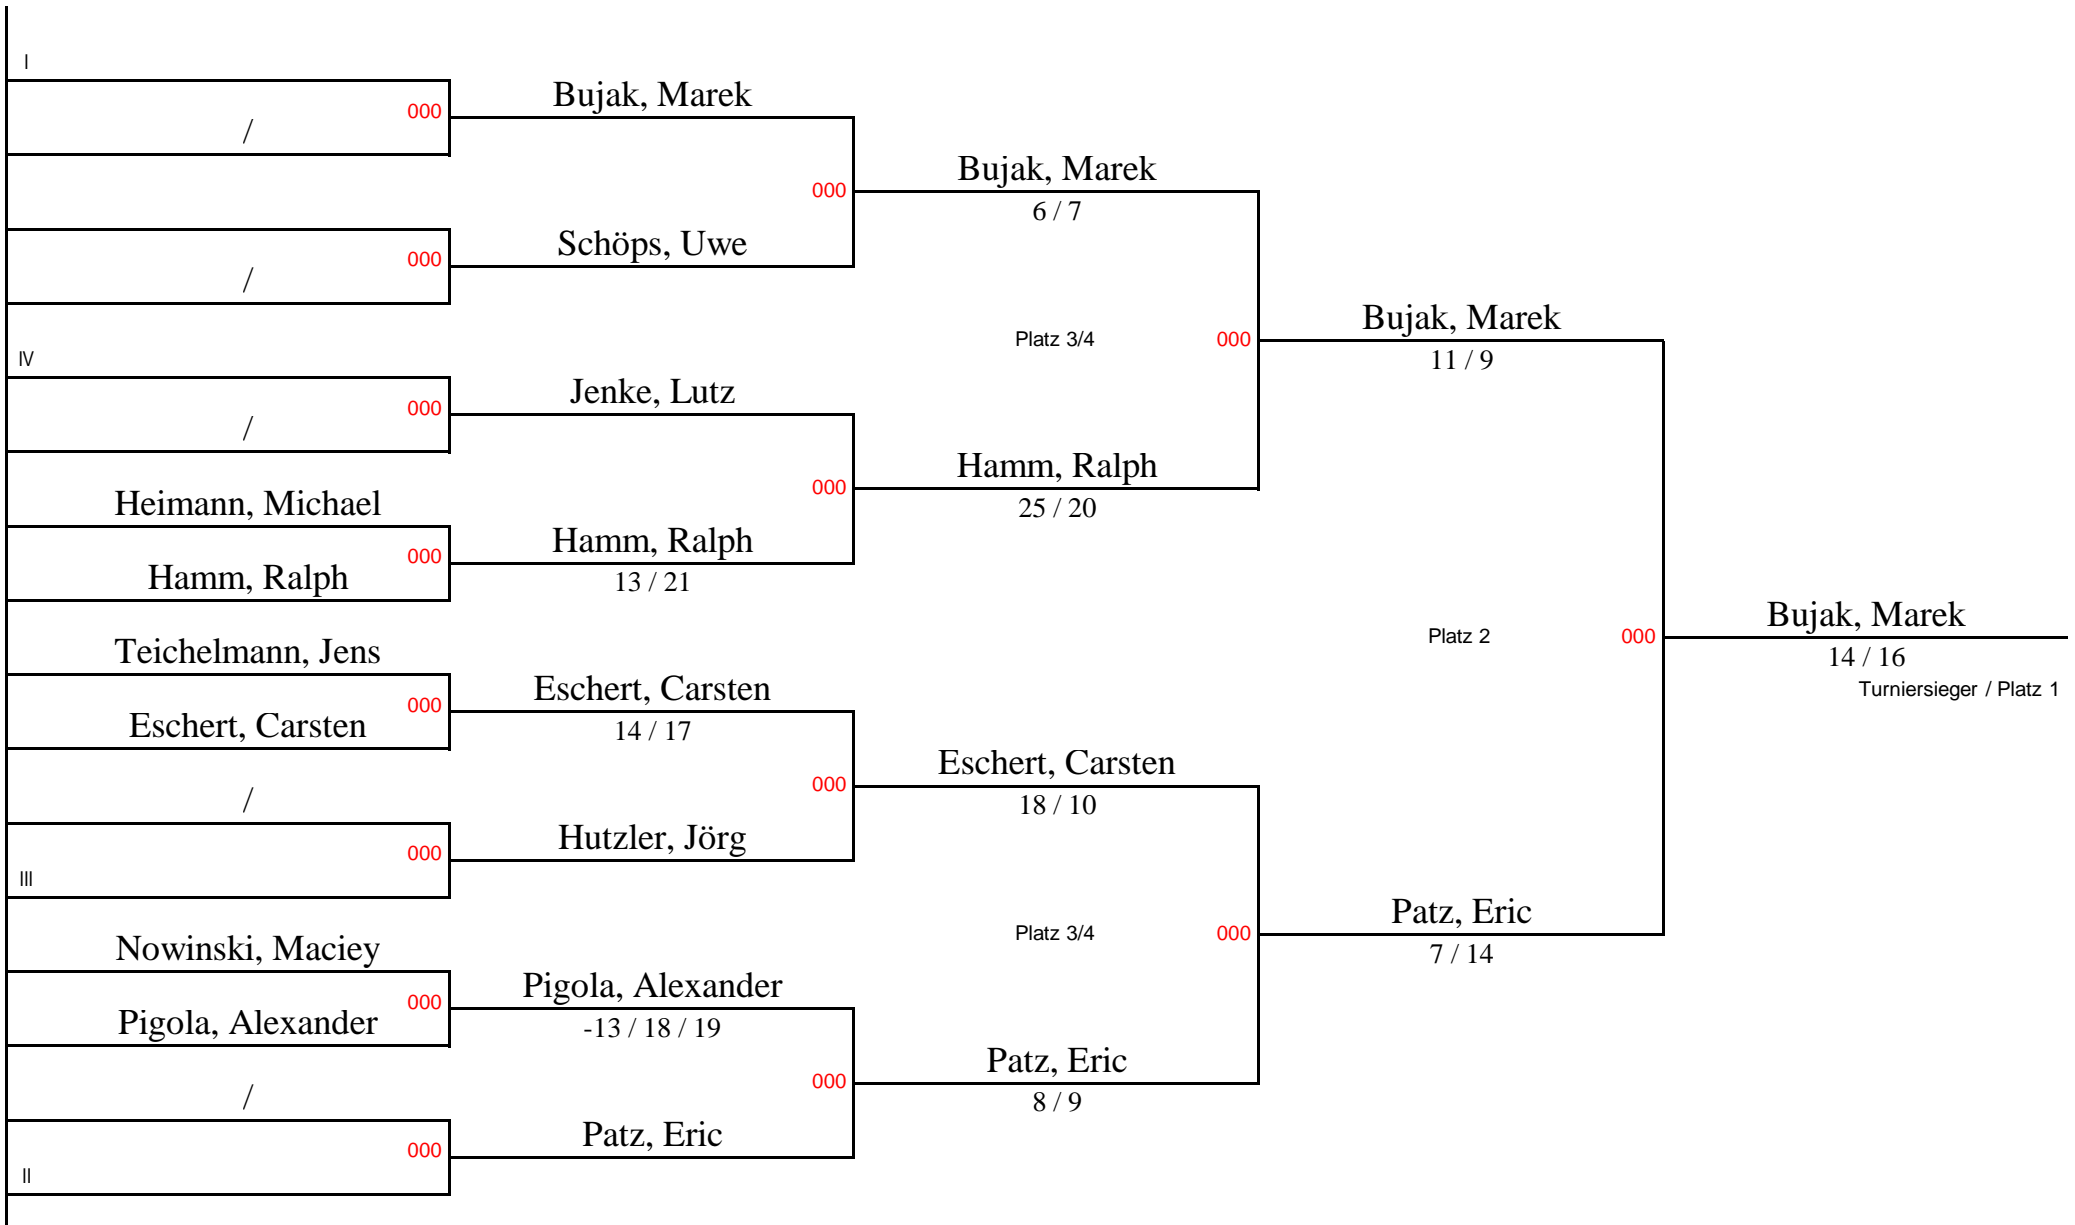 I
000
Bujak, Marek
/
000
Bujak, Marek
6 / 7
Schöps, Uwe
000
/
Bujak, Marek
Platz 3/4
000
11 / 9
IV
Jenke, Lutz
000
/
Hamm, Ralph
000
25 / 20
Heimann, Michael
Hamm, Ralph
000
13 / 21
Hamm, Ralph
Bujak, Marek
Platz 2
000
14 / 16
Turniersieger / Platz 1
Teichelmann, Jens
Eschert, Carsten
000
14 / 17
Eschert, Carsten
Eschert, Carsten
000
18 / 10
/
Hutzler, Jörg
000
III
Patz, Eric
Platz 3/4
000
7 / 14
Nowinski, Maciey
Pigola, Alexander
000
-13 / 18 / 19
Pigola, Alexander
Patz, Eric
000
8 / 9
/
Patz, Eric
000
II